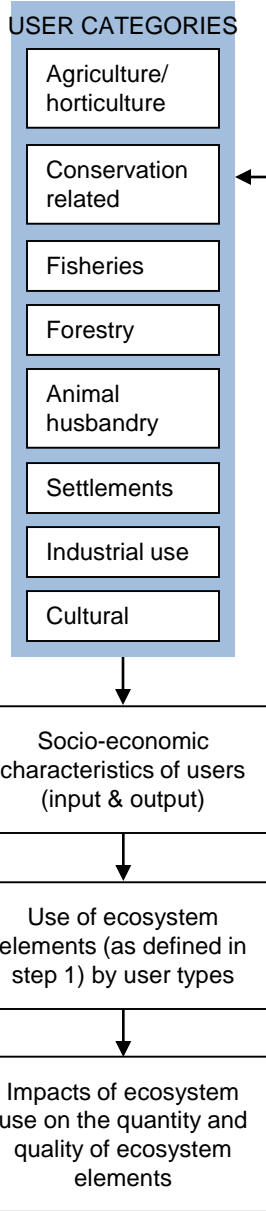 USER CATEGORIES
Agriculture/
horticulture
Conservation
related
Fisheries
Forestry
Animal
husbandry
Settlements
Industrial use
Cultural
Socio-economic
characteristics of users
(input & output)
Use of ecosystem
elements (as defined in
step 1) by user types
Impacts of ecosystem
use on the quantity and
quality of ecosystem
elements